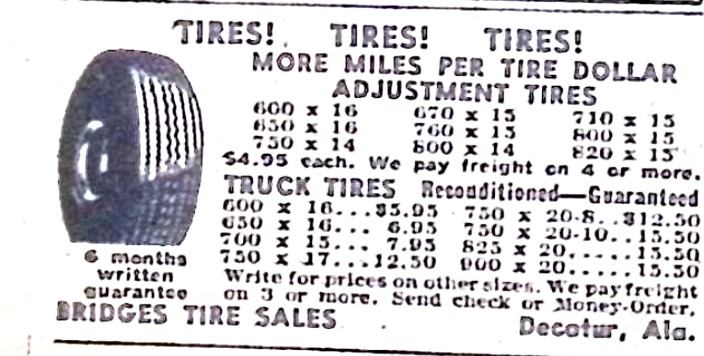 TIRES! TIRES! TIRES!
MORE MILES PER TIRE DOLLAR
ADJUSTMENT TIRES
600 x 16 670 x 15 710 x 15
650 x 16 760 x 15 800 x 15
750 x 14 800 x 14 820 x 15
$4.95 each. We pay freight on 4 or more.
TRUCK TIRES Reconditioned—Guaranteed
600 x 16...$5.95 750 x 20-8..$12.50
650 x 16... 6.95 750 x 20-10...15.50
700 x 15... 7.95 825 x 20.....15.50
750 x 17...12.50 900 x 20.....15.50
6 months
written
guarantee
Write for prices on other sizes. We pay freight
on 3 or more. Send check or Money-Order.
BRIDGES TIRE SALES Decatur, Ala.